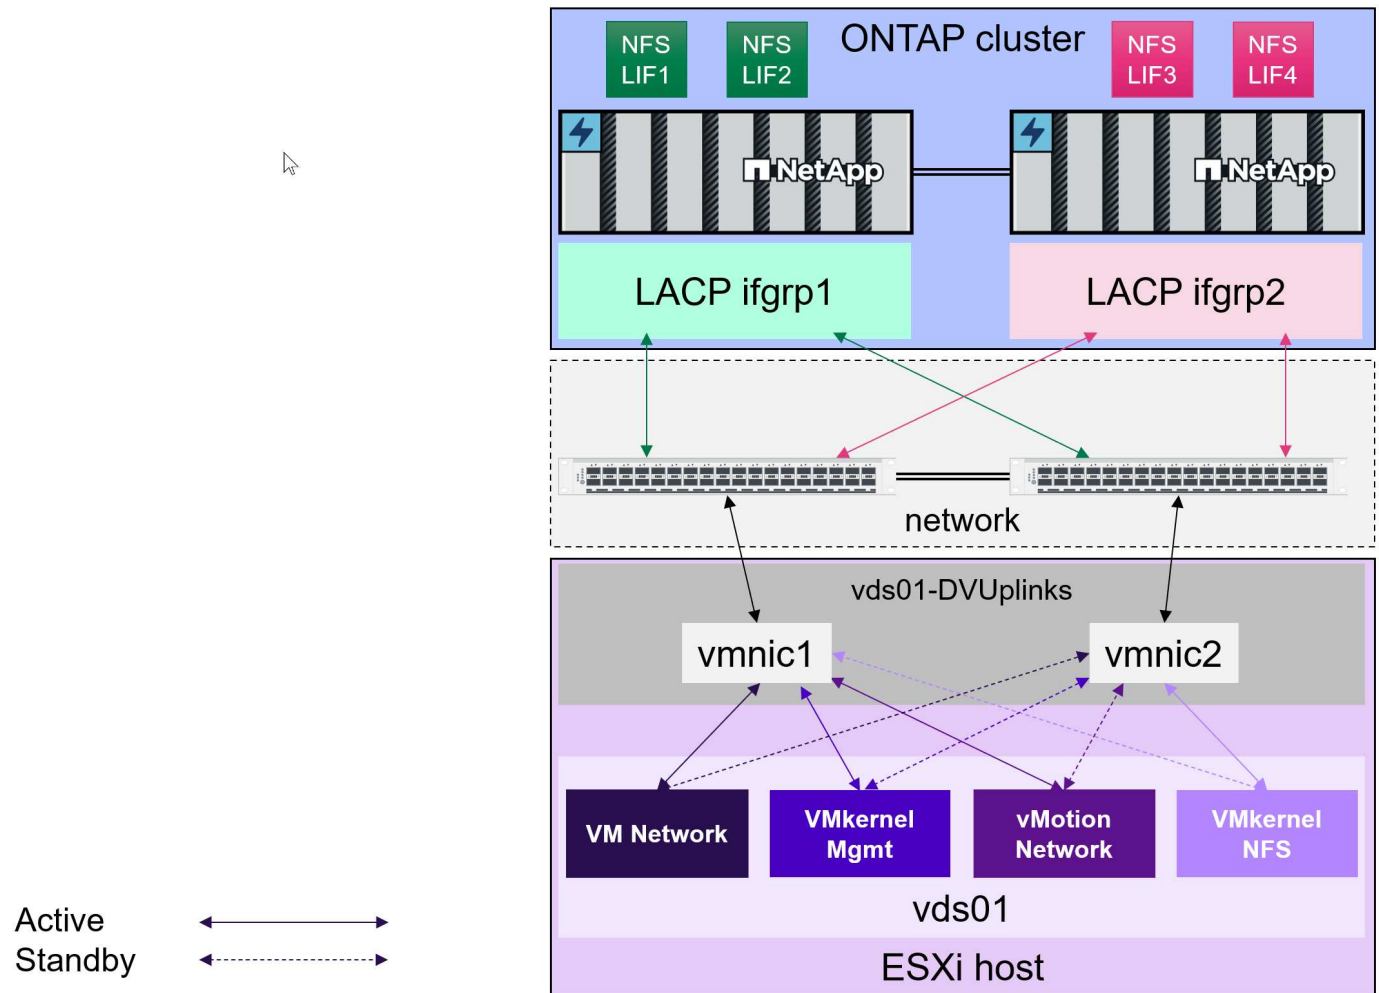 ONTAP cluster
NFS
LIF1
NFS
LIF2
NFS
LIF3
NFS
LIF4
NetApp
NetApp
LACP ifgrp1
LACP ifgrp2
network
vds01-DVUplinks
vmnic1
vmnic2
VM Network
VMkernel
Mgmt
vMotion
Network
VMkernel
NFS
vds01
ESXi host
Active
Standby